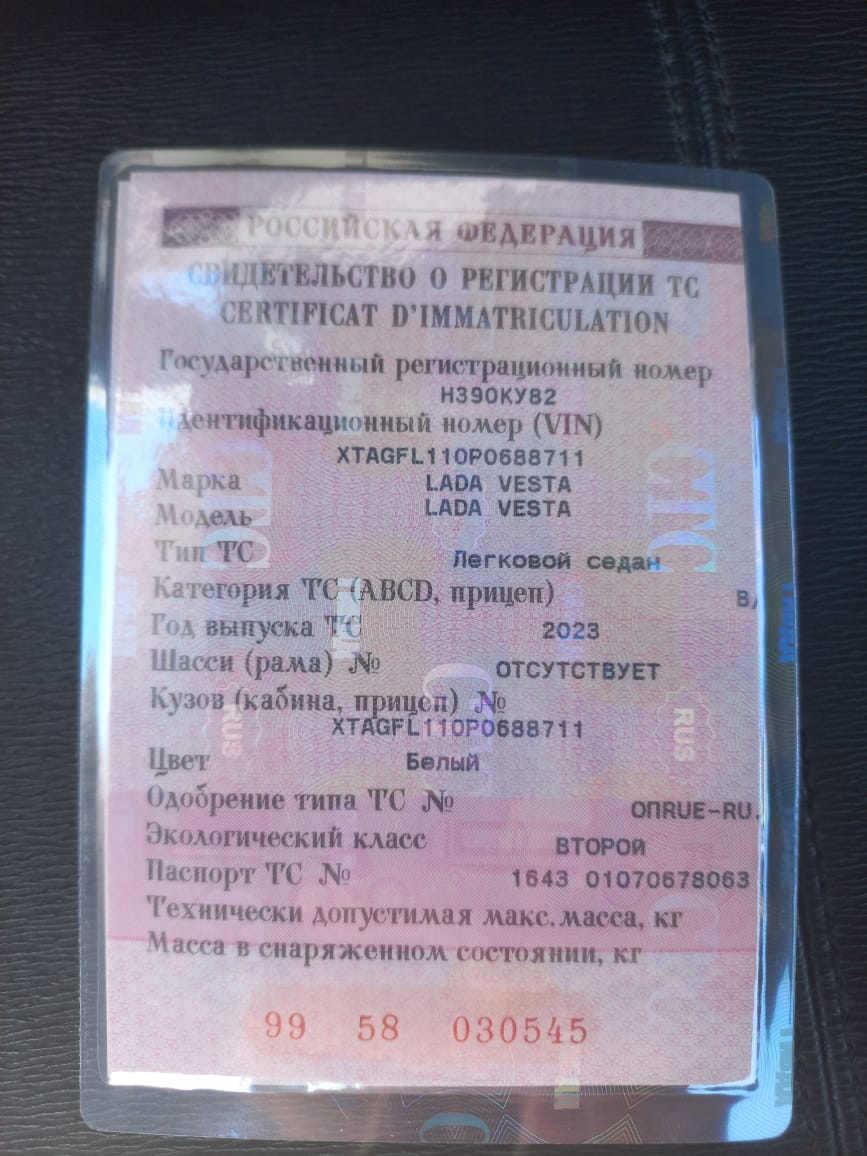 РОССИЙСКАЯ ФЕДЕРАЦИЯ
СВИДЕТЕЛЬСТВО О РЕГИСТРАЦИИ ТС
CERTIFICAT D'IMMATRICULATION
Государственный регистрационный номер
Н390КУ82
Идентификационный номер (VIN)
XTAGFL110P0688711
Марка LADA VESTA
Модель LADA VESTA
Тип ТС Легковой седан
Категория ТС (ABCD, прицеп) B/
Год выпуска ТС 2023
Шасси (рама) № ОТСУТСТВУЕТ
Кузов (кабина, прицеп) №
XTAGFL110P0688711
Цвет Белый
Одобрение типа ТС № ОПRUE-RU.
Экологический класс ВТОРОЙ
Паспорт ТС № 1643 01070678063
Технически допустимая макс. масса, кг
Масса в снаряженном состоянии, кг
99 58 030545